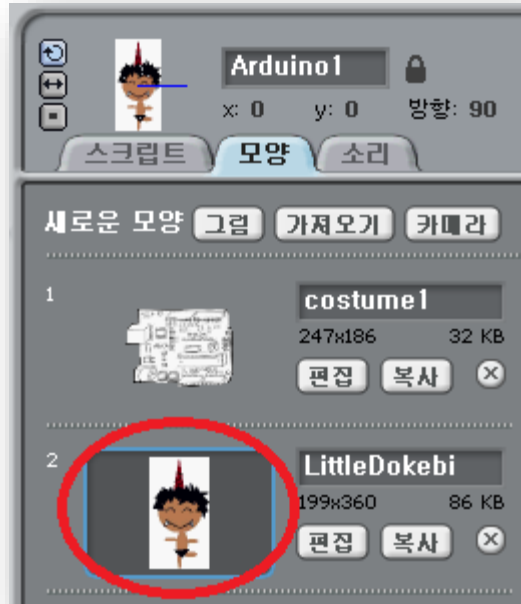 Arduino1
x: 0 y: 0 방향: 90
스크립트 모양 소리
새로운 모양 그림 가져오기 카메라
1
costume1
247x186 32 KB
편집 복사
2
LittleDokebi
199x360 86 KB
편집 복사